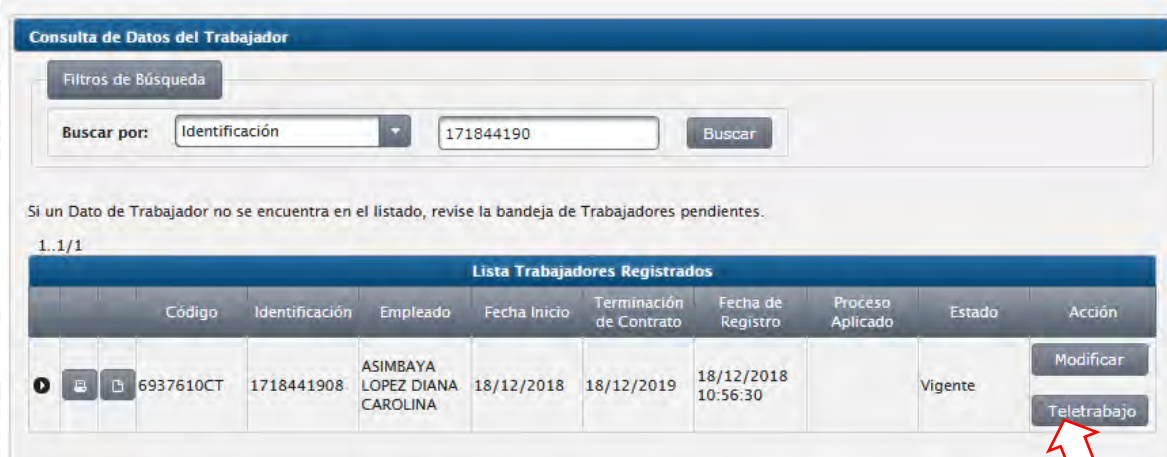 Consulta de Datos del Trabajador
Filtros de Búsqueda
Buscar por: Identificación 171844190 Buscar
Si un Dato de Trabajador no se encuentra en el listado, revise la bandeja de Trabajadores pendientes.
1..1/1
Lista Trabajadores Registrados
Código Identificación Empleado Fecha Inicio Terminación de Contrato Fecha de Registro Proceso Aplicado Estado Acción
6937610CT 1718441908 ASIMBAYA LOPEZ DIANA CAROLINA 18/12/2018 18/12/2019 18/12/2018 10:56:30 Vigente Modificar
Teletrabajo